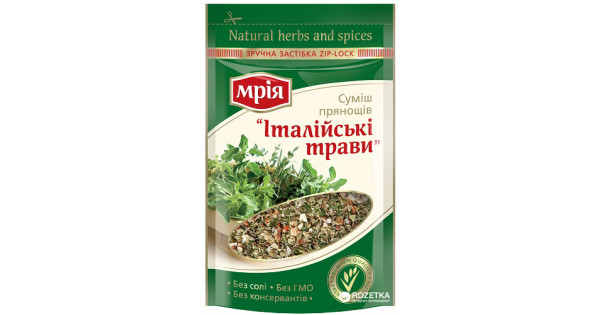 Natural herbs and spices
ЗРУЧНА ЗАСТІБКА ZIP-LOCK
мрія
Суміш
прянощів
“Італійські
трави”
• Без солі • Без ГМО
• Без консервантів •
ROZETKA